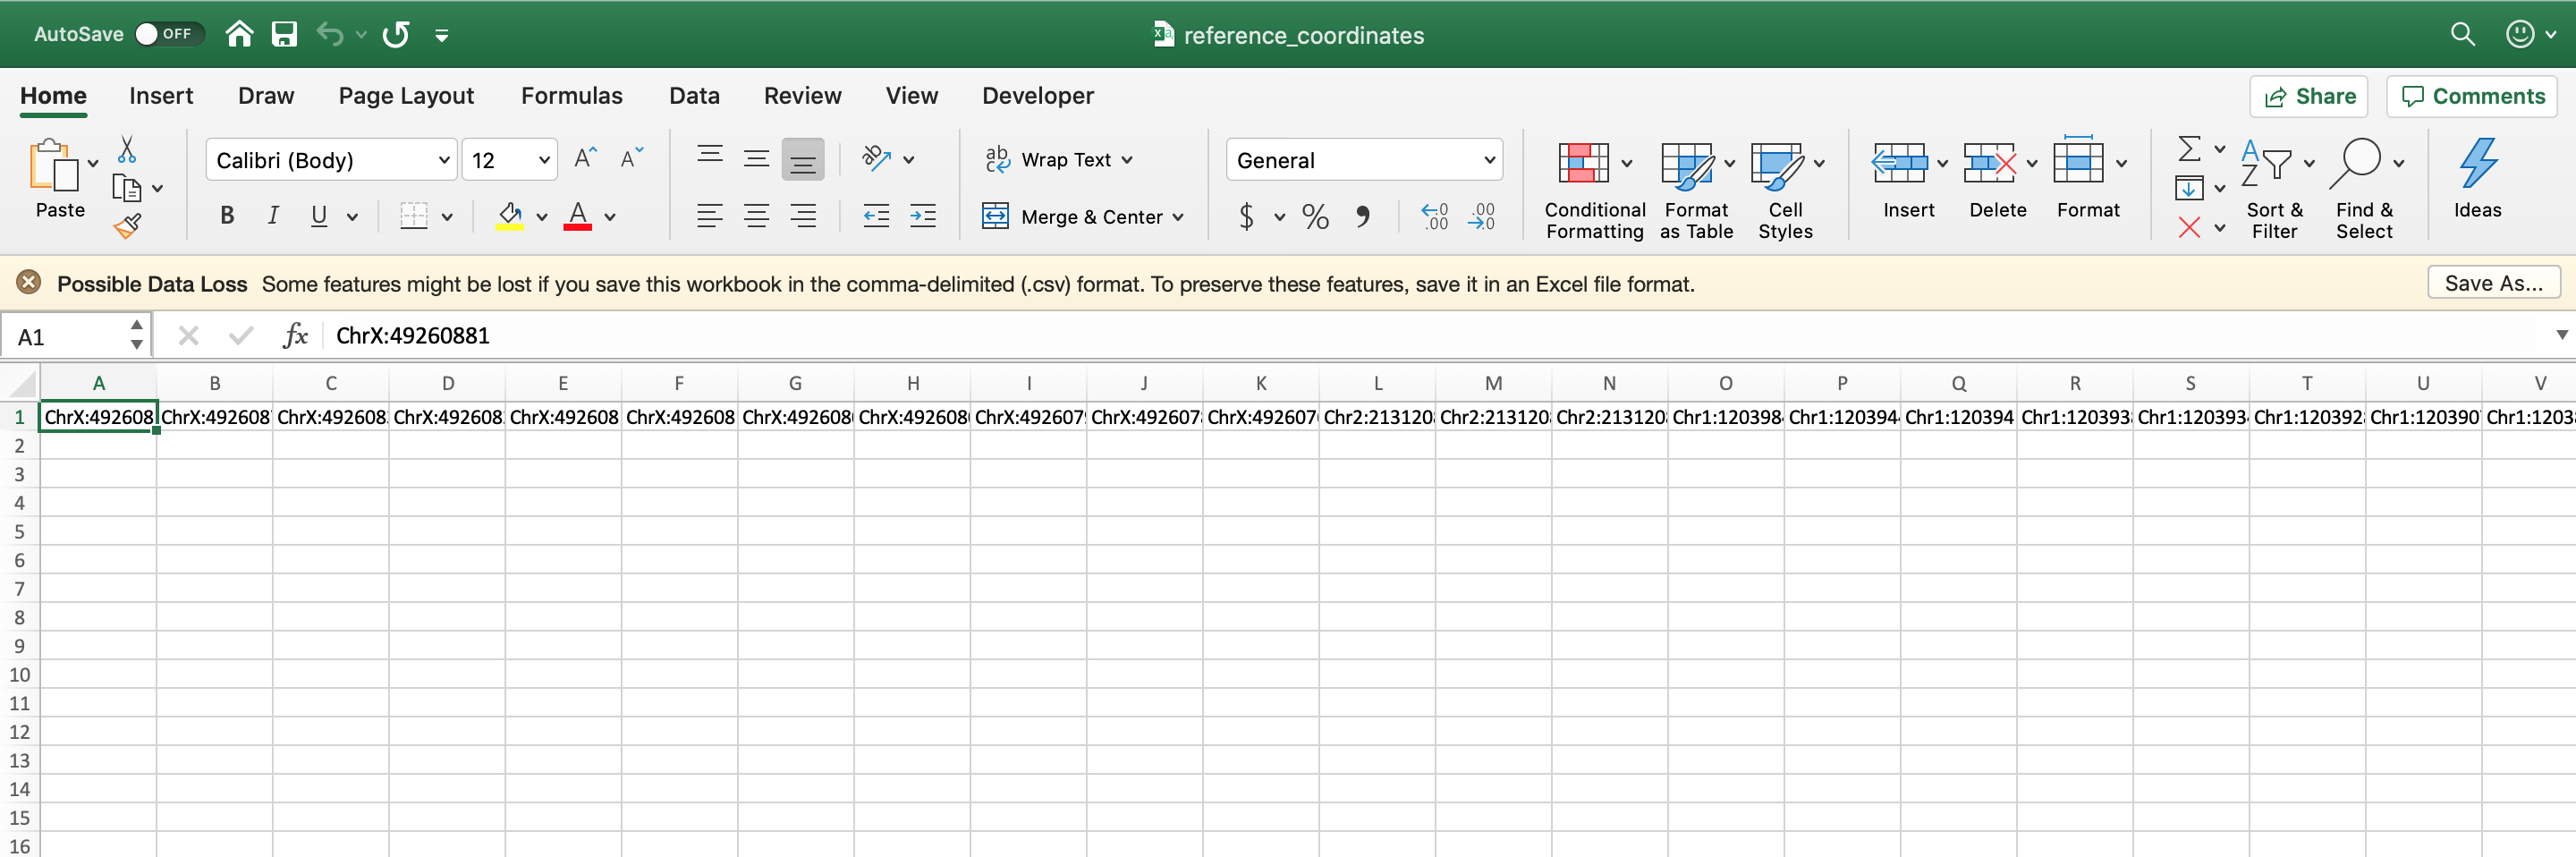 AutoSave OFF reference_coordinates
Home Insert Draw Page Layout Formulas Data Review View Developer Share Comments
Paste Calibri (Body) 12 A A ab Wrap Text General
B I U A Merge & Center $ % .0 .00 .00 .0
Conditional Formatting Format as Table Cell Styles Insert Delete Format Sort & Filter Find & Select Ideas
Possible Data Loss Some features might be lost if you save this workbook in the comma-delimited (.csv) format. To preserve these features, save it in an Excel file format. Save As...
A1 fx ChrX:49260881
A B C D E F G H I J K L M N O P Q R S T U V
1 ChrX:492608 ChrX:492608 ChrX:492608 ChrX:492608 ChrX:492608 ChrX:492608 ChrX:492608 ChrX:492608 ChrX:492607 ChrX:492607 ChrX:492607 Chr2:213120 Chr2:213120 Chr2:213120 Chr1:120398 Chr1:120394 Chr1:120394 Chr1:120393 Chr1:120393 Chr1:120392 Chr1:120390 Chr1:1203
2
3
4
5
6
7
8
9
10
11
12
13
14
15
16